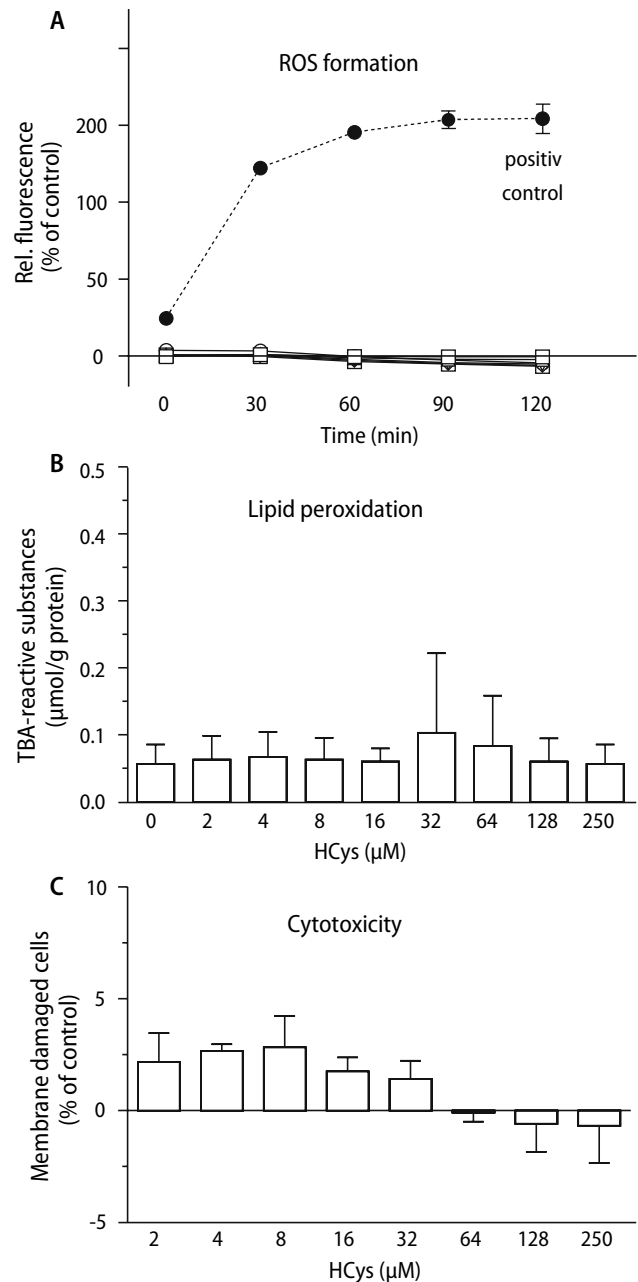 A
ROS formation
Rel. fluorescence
(% of control)
200
100
50
0
positiv
control
0 30 60 90 120
Time (min)
B
Lipid peroxidation
TBA-reactive substances
(µmol/g protein)
0.5
0.4
0.3
0.2
0.1
0.0
0 2 4 8 16 32 64 128 250
HCys (µM)
C
Cytotoxicity
Membrane damaged cells
(% of control)
10
5
0
-5
2 4 8 16 32 64 128 250
HCys (µM)